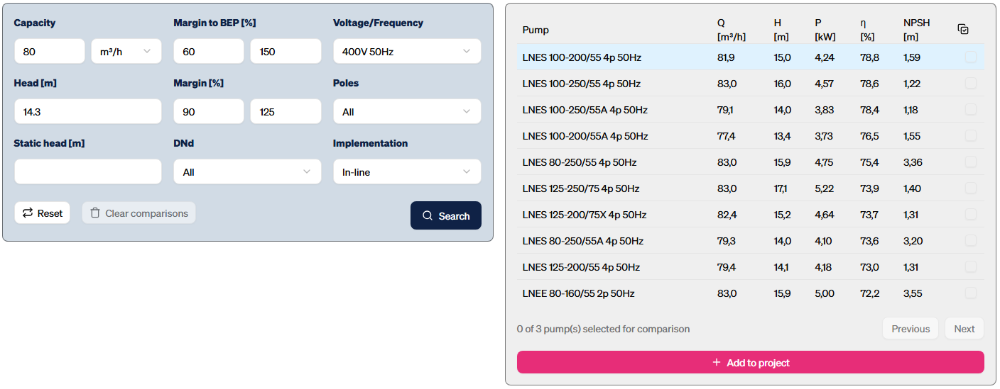 Capacity Margin to BEP [%] Voltage/Frequency
80 m³/h 60 150 400V 50Hz
Head [m] Margin [%] Poles
14.3 90 125 All
Static head [m] DNd Implementation
All In-line
Reset Clear comparisons Search
Pump Q [m³/h] H [m] P [kW] η [%] NPSH [m]
LNES 100-200/55 4p 50Hz 81,9 15,0 4,24 78,8 1,59
LNES 100-250/55 4p 50Hz 83,0 16,0 4,57 78,6 1,22
LNES 100-250/55A 4p 50Hz 79,1 14,0 3,83 78,4 1,18
LNES 100-200/55A 4p 50Hz 77,4 13,4 3,73 76,5 1,55
LNES 80-250/55 4p 50Hz 83,0 15,9 4,75 75,4 3,36
LNES 125-250/75 4p 50Hz 83,0 17,1 5,22 73,9 1,40
LNES 125-200/75X 4p 50Hz 82,4 15,2 4,64 73,7 1,31
LNES 80-250/55A 4p 50Hz 79,3 14,0 4,10 73,6 3,20
LNES 125-200/55 4p 50Hz 79,4 14,1 4,18 73,0 1,31
LNEE 80-160/55 2p 50Hz 83,0 15,9 5,00 72,2 3,55
0 of 3 pump(s) selected for comparison Previous Next
+ Add to project